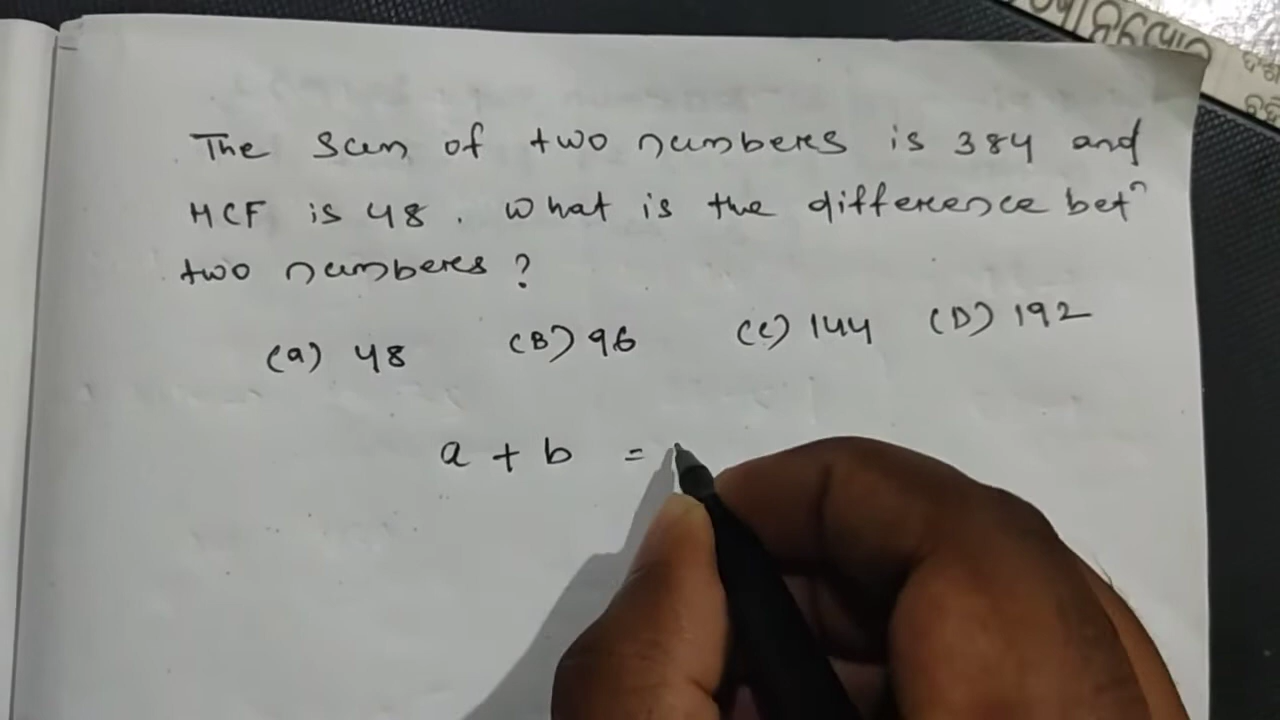 The sum of two numbers is 384 and
HCF is 48. What is the difference betn
two numbers?
(a) 48 (B) 96 (C) 144 (D) 192
a + b =